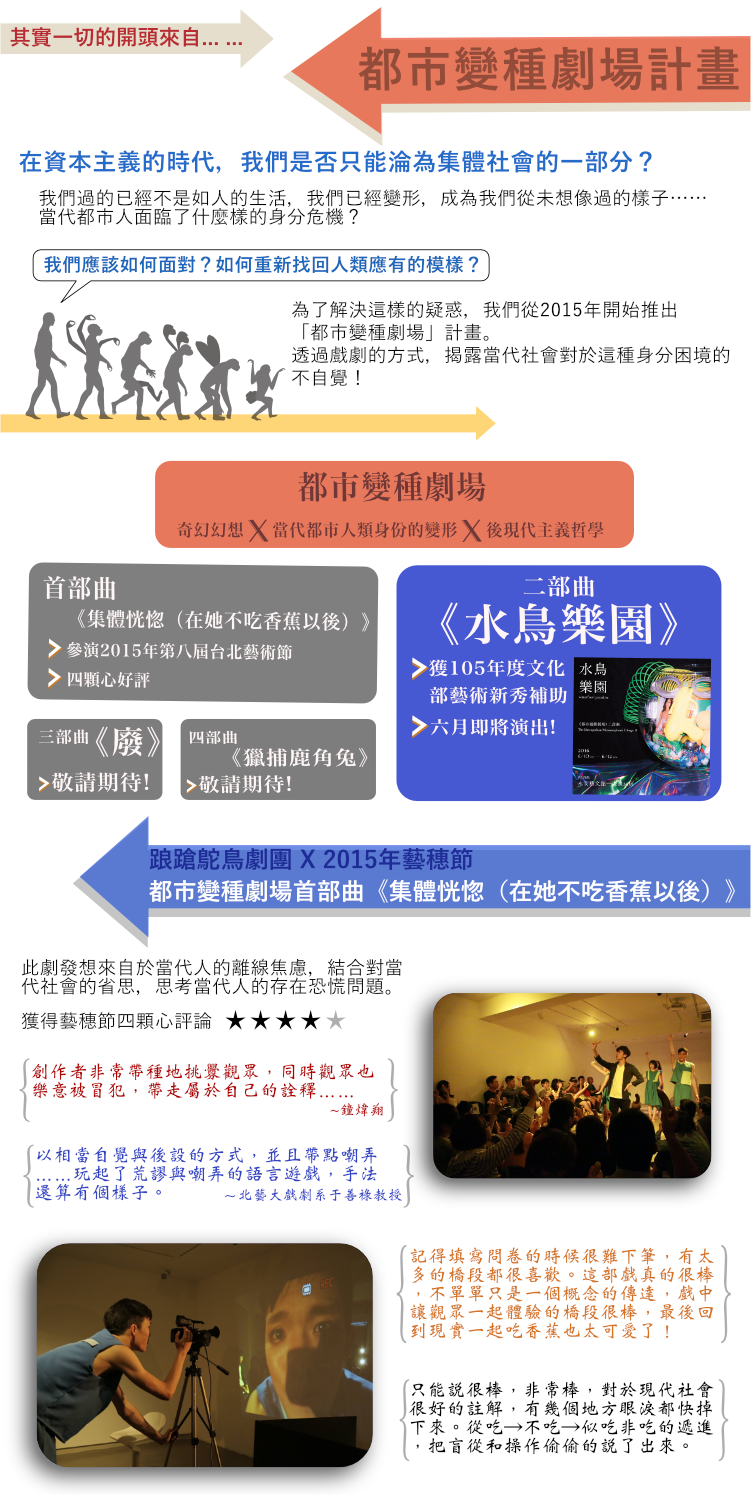 其實一切的開頭來自... ...
都市變種劇場計畫
在資本主義的時代，我們是否只能淪為集體社會的一部分？
我們過的已經不是如人的生活，我們已經變形，成為我們從未想像過的樣子……
當代都市人面臨了什麼樣的身分危機？
我們應該如何面對？如何重新找回人類應有的模樣？
為了解決這樣的疑惑，我們從2015年開始推出
「都市變種劇場」計畫。
透過戲劇的方式，揭露當代社會對於這種身分困境的
不自覺！
都市變種劇場
奇幻幻想 X 當代都市人類身份的變形 X 後現代主義哲學
首部曲
《集體恍惚（在她不吃香蕉以後）》
參演2015年第八屆台北藝術節
四顆心好評
二部曲
《水鳥樂園》
獲105年度文化
部藝術新秀補助
六月即將演出!
水鳥
樂園
2016
三部曲《廢》
敬請期待!
四部曲
《獵捕鹿角兔》
敬請期待!
踉蹌鴕鳥劇團 X 2015年藝穗節
都市變種劇場首部曲《集體恍惚（在她不吃香蕉以後）》
此劇發想來自於當代人的離線焦慮，結合對當
代社會的省思，思考當代人的存在恐慌問題。
獲得藝穗節四顆心評論 ★★★★★
創作者非常帶種地挑釁觀眾，同時觀眾也
樂意被冒犯，帶走屬於自己的詮釋……
~鐘煒翔
以相當自覺與後設的方式，並且帶點嘲弄
……玩起了荒謬與嘲弄的語言遊戲，手法
還算有個樣子。 ~北藝大戲劇系于善祿教授
記得填寫問卷的時候很難下筆，有太
多的橋段都很喜歡。這部戲真的很棒
，不單單只是一個概念的傳達，戲中
讓觀眾一起體驗的橋段很棒，最後回
到現實一起吃香蕉也太可愛了！
只能說很棒，非常棒，對於現代社會
很好的註解，有幾個地方眼淚都快掉
下來。從吃→不吃→似吃非吃的遞進
，把盲從和操作偷偷的說了出來。